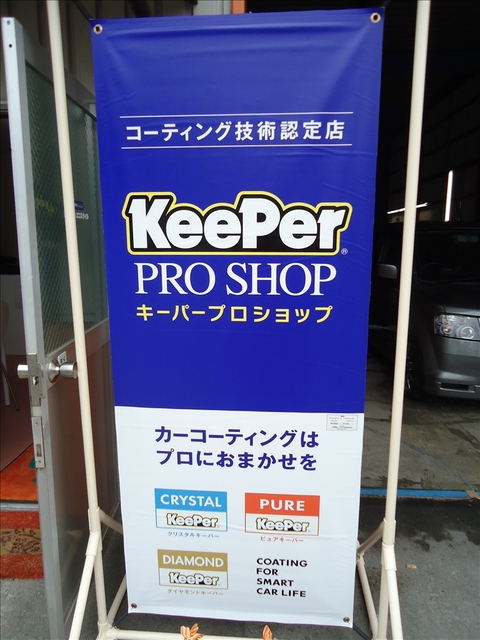 コーティング技術認定店
KeePer®
PRO SHOP
キーパープロショップ
カーコーティングは
プロにおまかせを
CRYSTAL
KeePer
クリスタルキーパー
PURE
KeePer
ピュアキーパー
DIAMOND
KeePer
ダイヤモンドキーパー
COATING
FOR
SMART
CAR LIFE